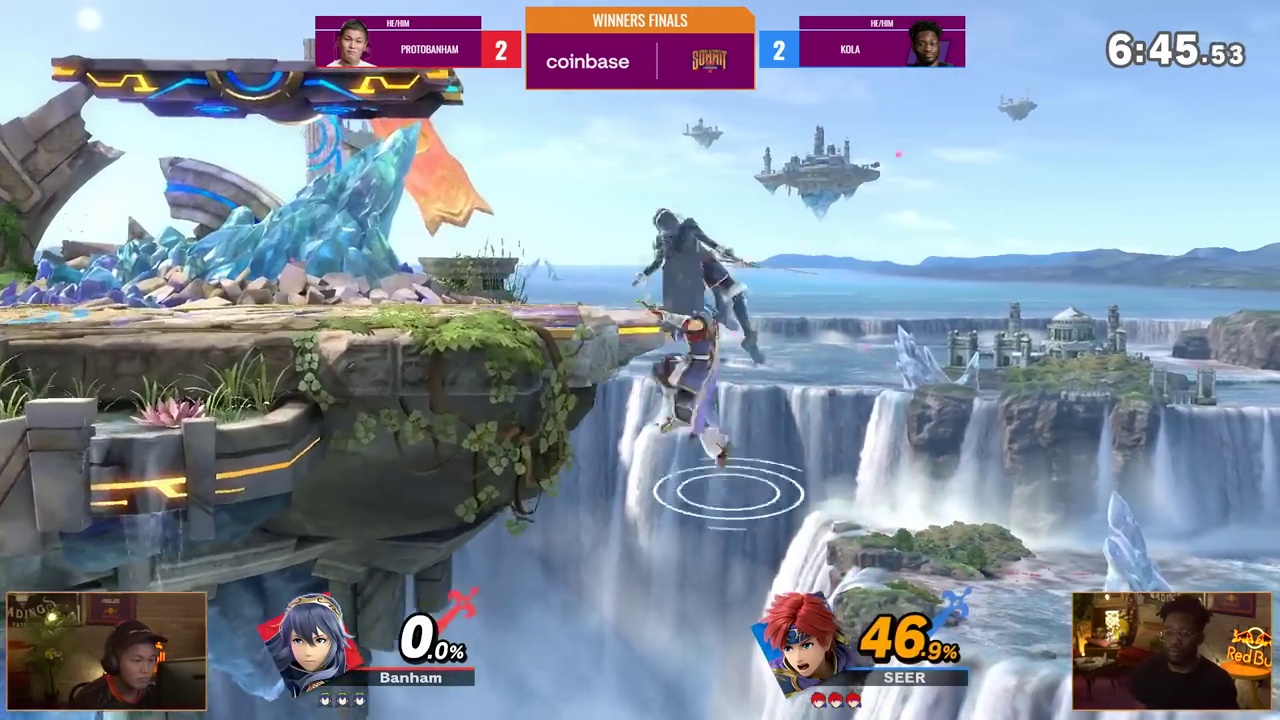 HE/HIM
PROTOBANHAM
2
WINNERS FINALS
coinbase
SUMMIT
2
HE/HIM
KOLA
6:45.53
0.0%
Banham
46.9%
SEER
Red Bu